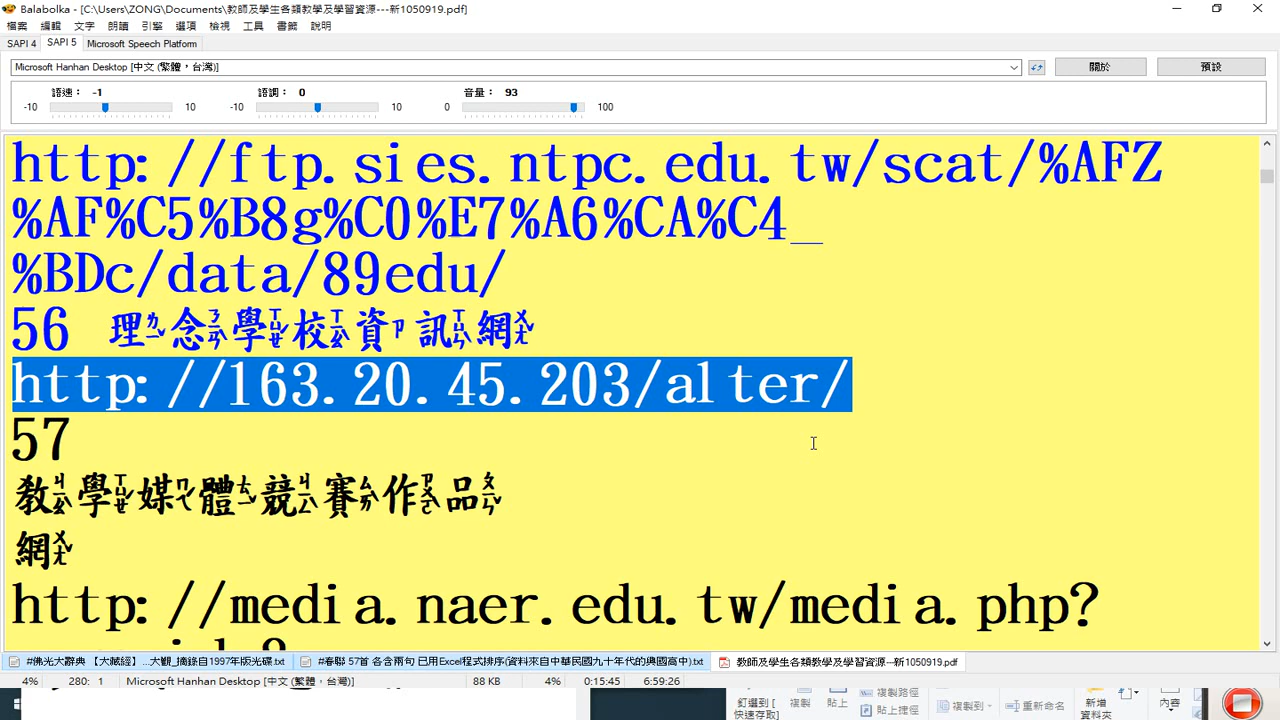 Balabolka - [C:\Users\ZONG\Documents\教師及學生各類教學及學習資源---新1050919.pdf]
檔案 編輯 文字 朗讀 引擎 選項 檢視 工具 書籤 說明
SAPI 4 SAPI 5 Microsoft Speech Platform
Microsoft Hanhan Desktop [中文 (繁體，台灣)] 關於 預設
語速： -1 語調： 0 音量： 93
-10 10 -10 10 0 100
http://ftp.sies.ntpc.edu.tw/scat/%AFZ
%AF%C5%B8g%C0%E7%A6%CA%C4_
%BDc/data/89edu/
56 理念學校資訊網
http://163.20.45.203/alter/
57
教學媒體競賽作品
網
http://media.naer.edu.tw/media.php?
#佛光大辭典 【大藏經】...大觀_摘錄自1997年版光碟.txt #春聯 57首 各含兩句 已用Excel程式排序(資料來自中華民國九十年代的興國高中).txt 教師及學生各類教學及學習資源---新1050919.pdf
4% 280: 1 Microsoft Hanhan Desktop [中文 (繁體，台灣)] 88 KB 4% 0:15:45 6:59:26
釘選到 [ 複製 貼上 複製路徑 新增 內容
快速存取] 貼上捷徑 複製到 重新命名 資料夾